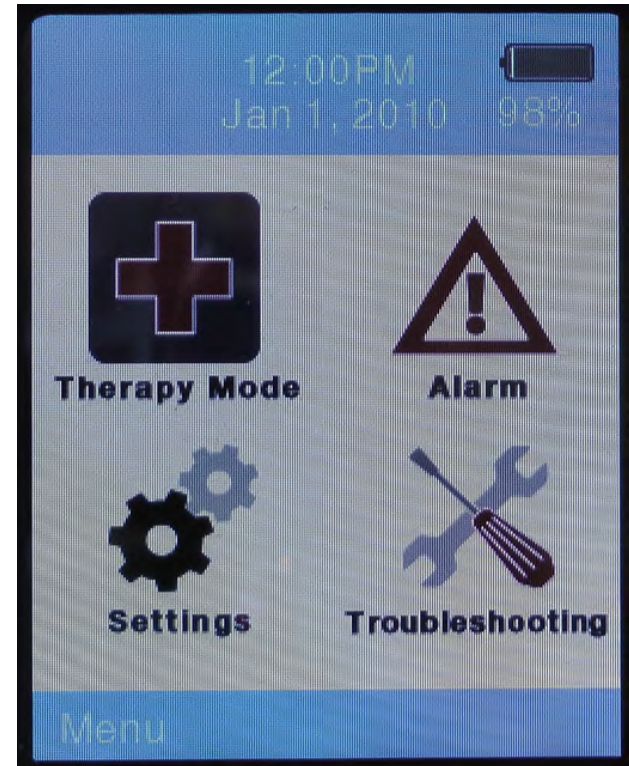 12:00PM
Jan 1, 2010 98%
Therapy Mode Alarm
Settings Troubleshooting
Menu